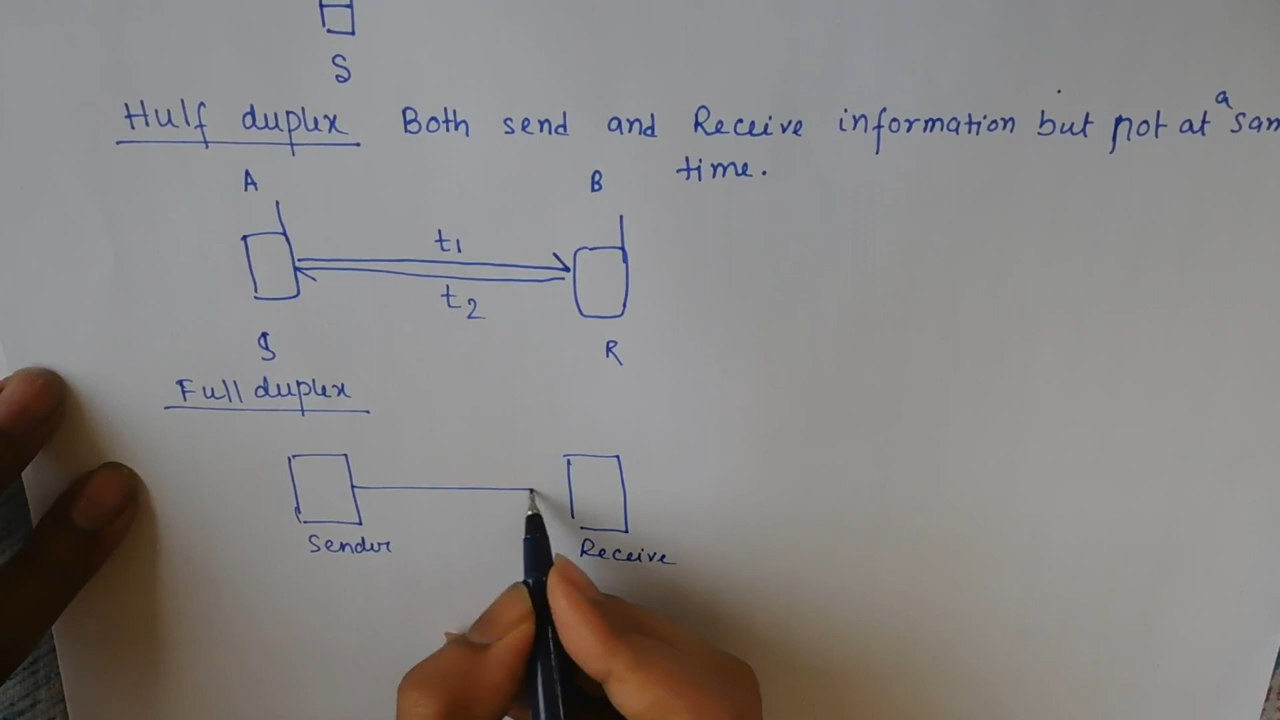 S
Hulf duplex Both send and Receive information but not at a sam
time.
A B
t1
t2
S R
Full duplex
Sender Receive